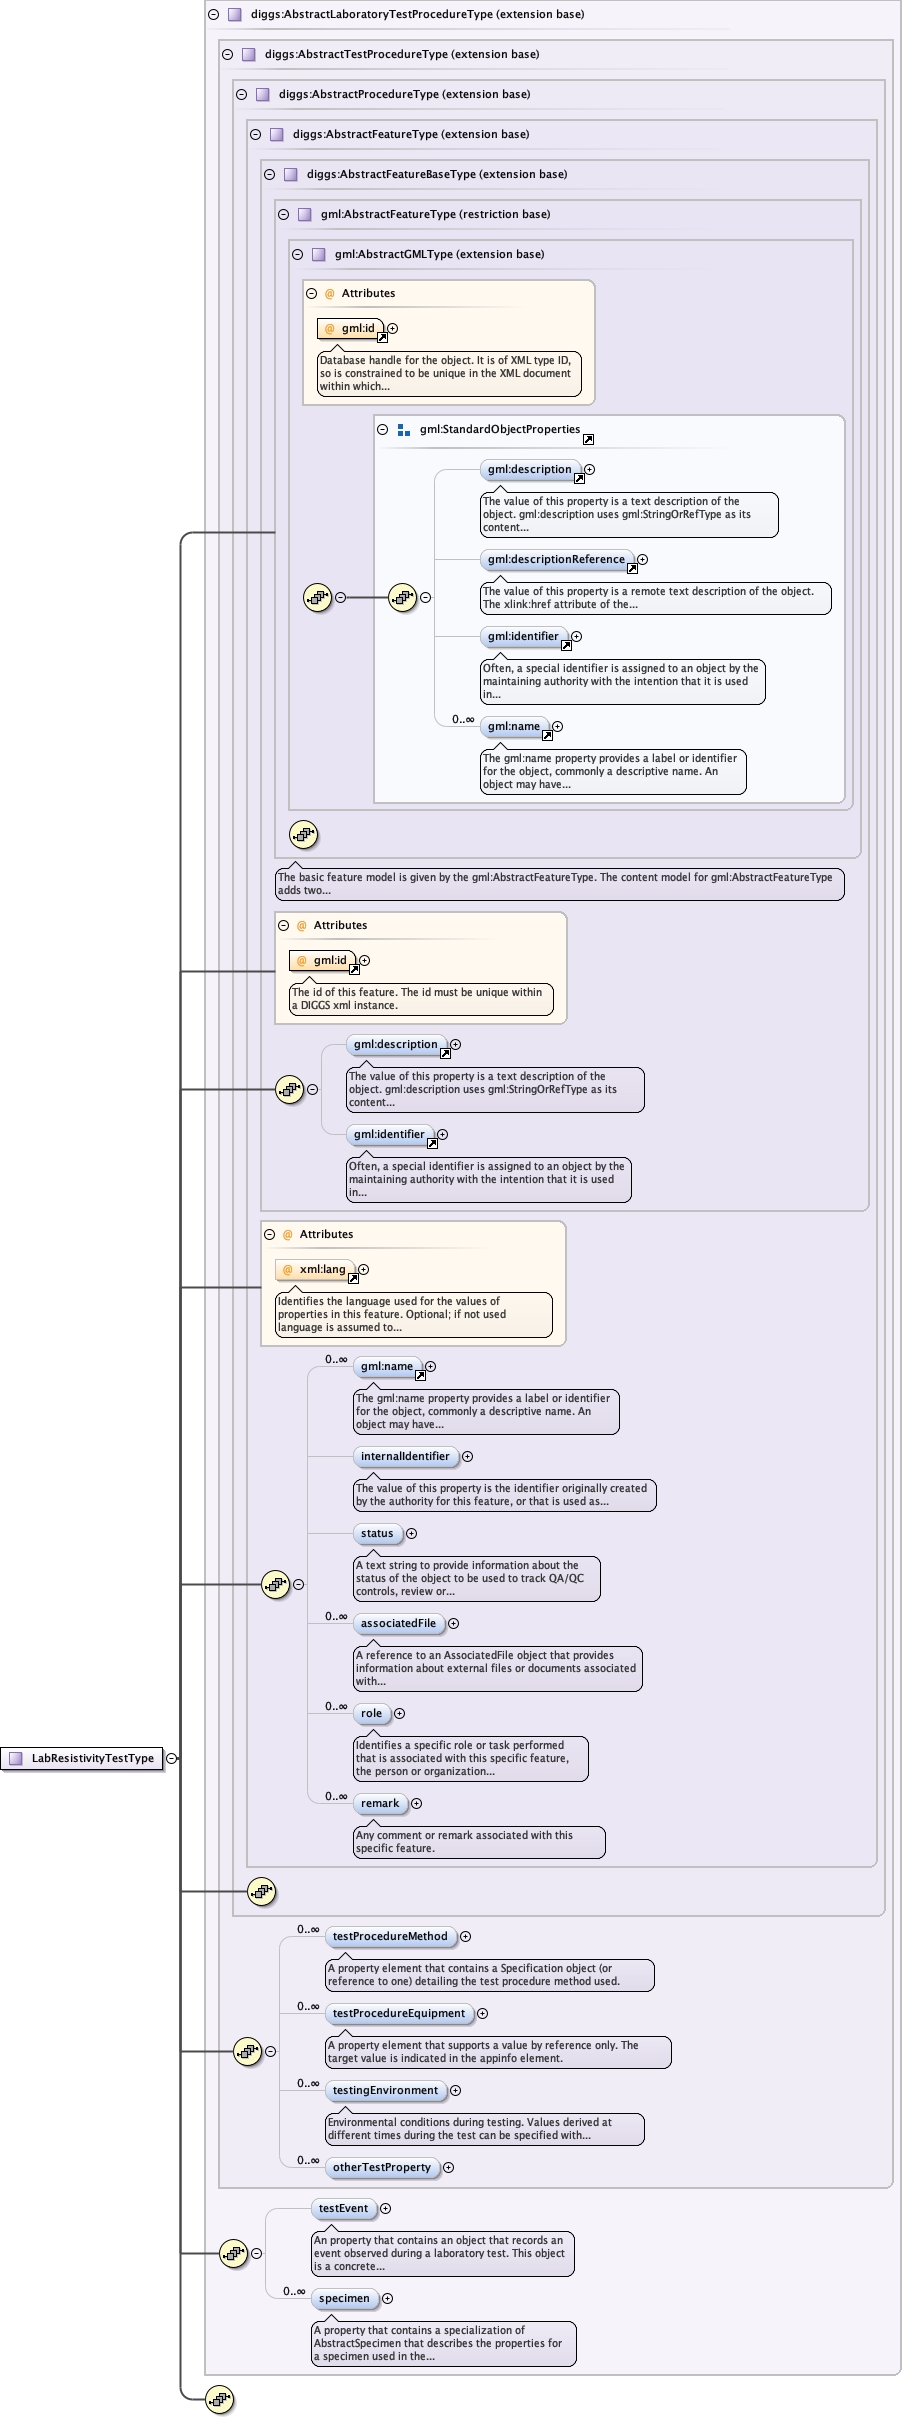 diggs:AbstractLaboratoryTestProcedureType (extension base)
diggs:AbstractTestProcedureType (extension base)
diggs:AbstractProcedureType (extension base)
diggs:AbstractFeatureType (extension base)
diggs:AbstractFeatureBaseType (extension base)
gml:AbstractFeatureType (restriction base)
gml:AbstractGMLType (extension base)
@ Attributes
@ gml:id
Database handle for the object. It is of XML type ID,
so is constrained to be unique in the XML document
within which...
gml:StandardObjectProperties
gml:description
The value of this property is a text description of the
object. gml:description uses gml:StringOrRefType as its
content...
gml:descriptionReference
The value of this property is a remote text description of the object.
The xlink:href attribute of the...
gml:identifier
Often, a special identifier is assigned to an object by the
maintaining authority with the intention that it is used
in...
0..∞
gml:name
The gml:name property provides a label or identifier
for the object, commonly a descriptive name. An
object may have...
The basic feature model is given by the gml:AbstractFeatureType. The content model for gml:AbstractFeatureType
adds two...
@ Attributes
@ gml:id
The id of this feature. The id must be unique within
a DIGGS xml instance.
gml:description
The value of this property is a text description of the
object. gml:description uses gml:StringOrRefType as its
content...
gml:identifier
Often, a special identifier is assigned to an object by the
maintaining authority with the intention that it is used
in...
@ Attributes
@ xml:lang
Identifies the language used for the values of
properties in this feature. Optional; if not used
language is assumed to...
0..∞
gml:name
The gml:name property provides a label or identifier
for the object, commonly a descriptive name. An
object may have...
internalIdentifier
The value of this property is the identifier originally created
by the authority for this feature, or that is used as...
status
A text string to provide information about the
status of the object to be used to track QA/QC
controls, review or...
0..∞
associatedFile
A reference to an AssociatedFile object that provides
information about external files or documents associated
with...
0..∞
role
Identifies a specific role or task performed
that is associated with this specific feature,
the person or organization...
LabResistivityTestType
0..∞
remark
Any comment or remark associated with this
specific feature.
0..∞
testProcedureMethod
A property element that contains a Specification object (or
reference to one) detailing the test procedure method used.
0..∞
testProcedureEquipment
A property element that supports a value by reference only. The
target value is indicated in the appinfo element.
0..∞
testingEnvironment
Environmental conditions during testing. Values derived at
different times during the test can be specified with...
0..∞
otherTestProperty
testEvent
An property that contains an object that records an
event observed during a laboratory test. This object
is a concrete...
0..∞
specimen
A property that contains a specialization of
AbstractSpecimen that describes the properties for
a specimen used in the...